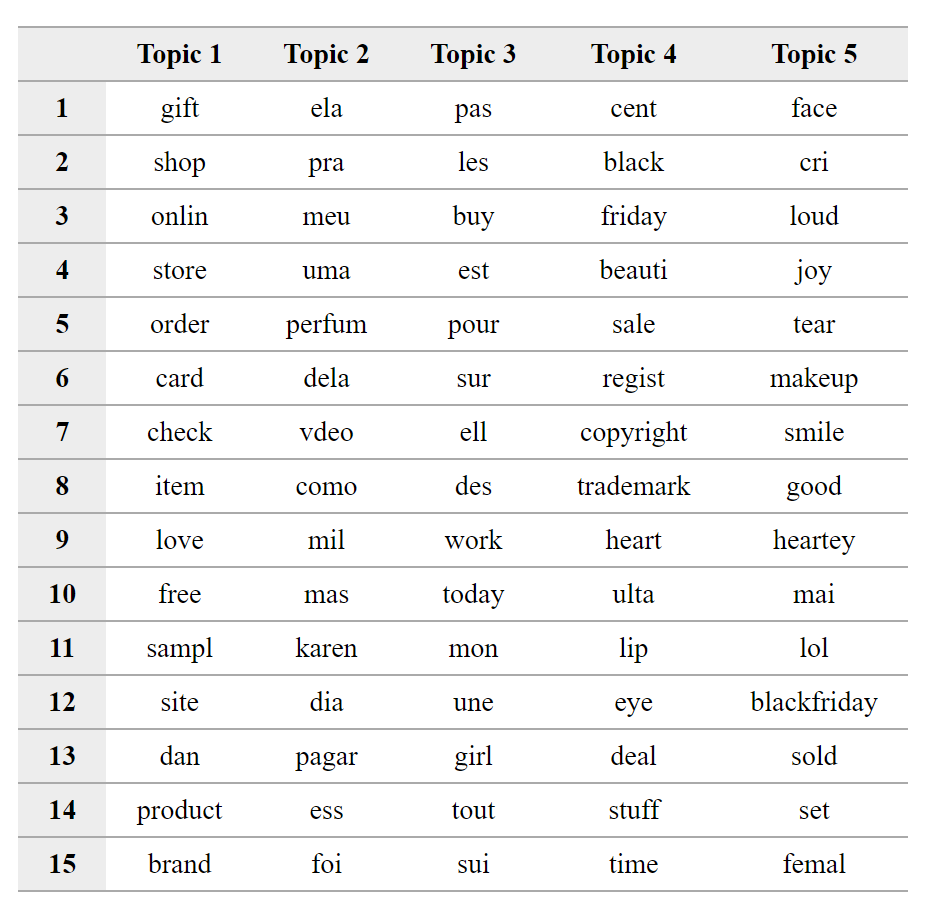 Topic 1 Topic 2 Topic 3 Topic 4 Topic 5
1 gift ela pas cent face
2 shop pra les black cri
3 onlin meu buy friday loud
4 store uma est beauti joy
5 order perfum pour sale tear
6 card dela sur regist makeup
7 check vdeo ell copyright smile
8 item como des trademark good
9 love mil work heart heartey
10 free mas today ulta mai
11 sampl karen mon lip lol
12 site dia une eye blackfriday
13 dan pagar girl deal sold
14 product ess tout stuff set
15 brand foi sui time femal